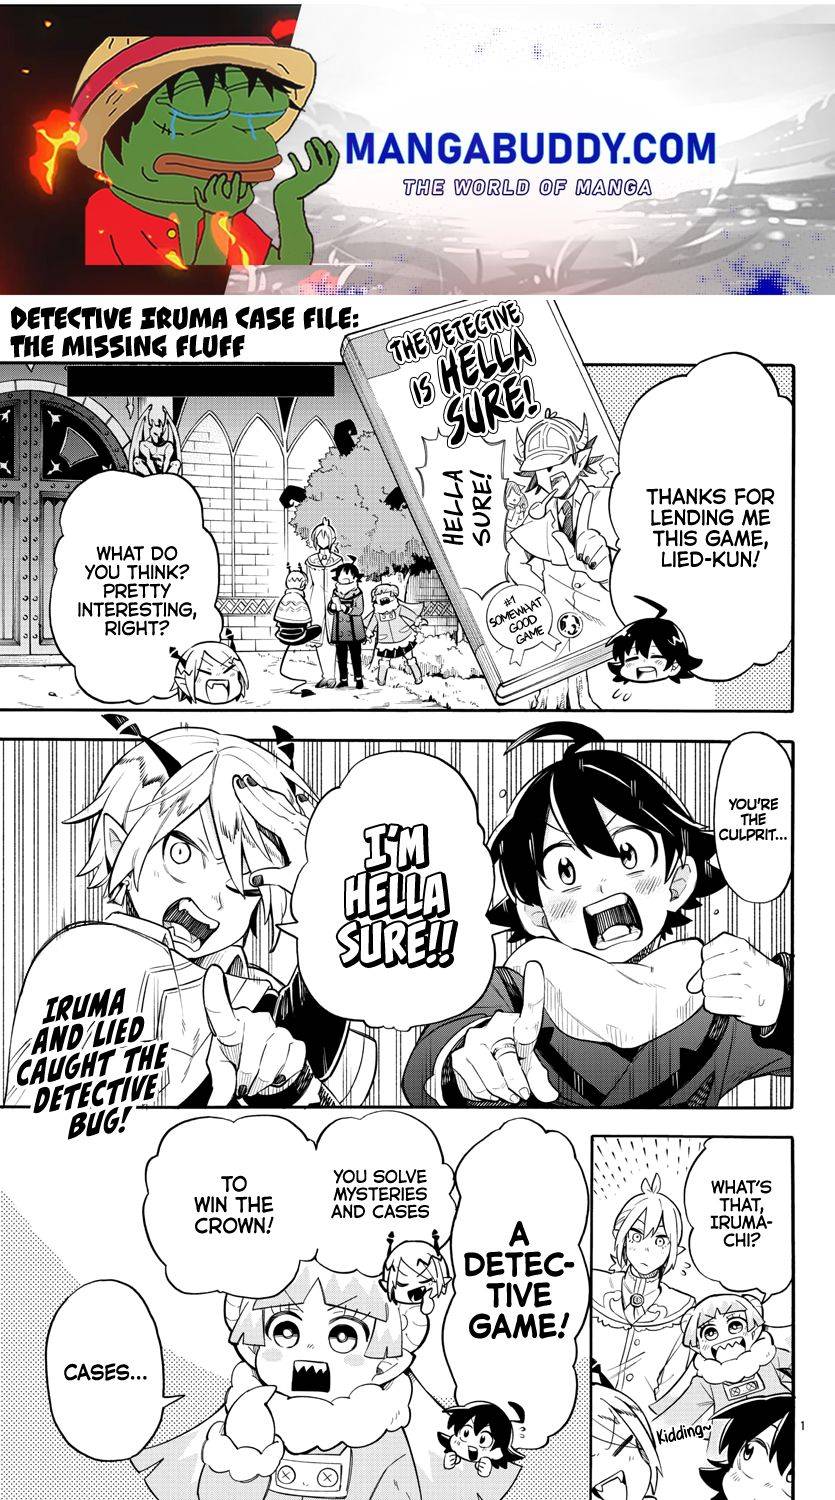 MANGABUDDY.COM
THE WORLD OF MANGA
DETECTIVE IRUMA CASE FILE:
THE MISSING FLUFF
THANKS FOR
LENDING ME
THIS GAME,
LIED-KUN!
THE DETECTIVE
IS HELLA
SURE!
HELLA
SURE!
#1
SOMEWHAT
GOOD
GAME
WHAT DO
YOU THINK?
PRETTY
INTERESTING,
RIGHT?
YOU'RE
THE
CULPRIT...
I'M
HELLA
SURE!!
IRUMA
AND LIED
CAUGHT THE
DETECTIVE
BUG!
WHAT'S
THAT,
IRUMA-
CHI?
Kidding~
A
DETEC-
TIVE
GAME!
YOU SOLVE
MYSTERIES
AND CASES
TO
WIN THE
CROWN!
CASES...
1